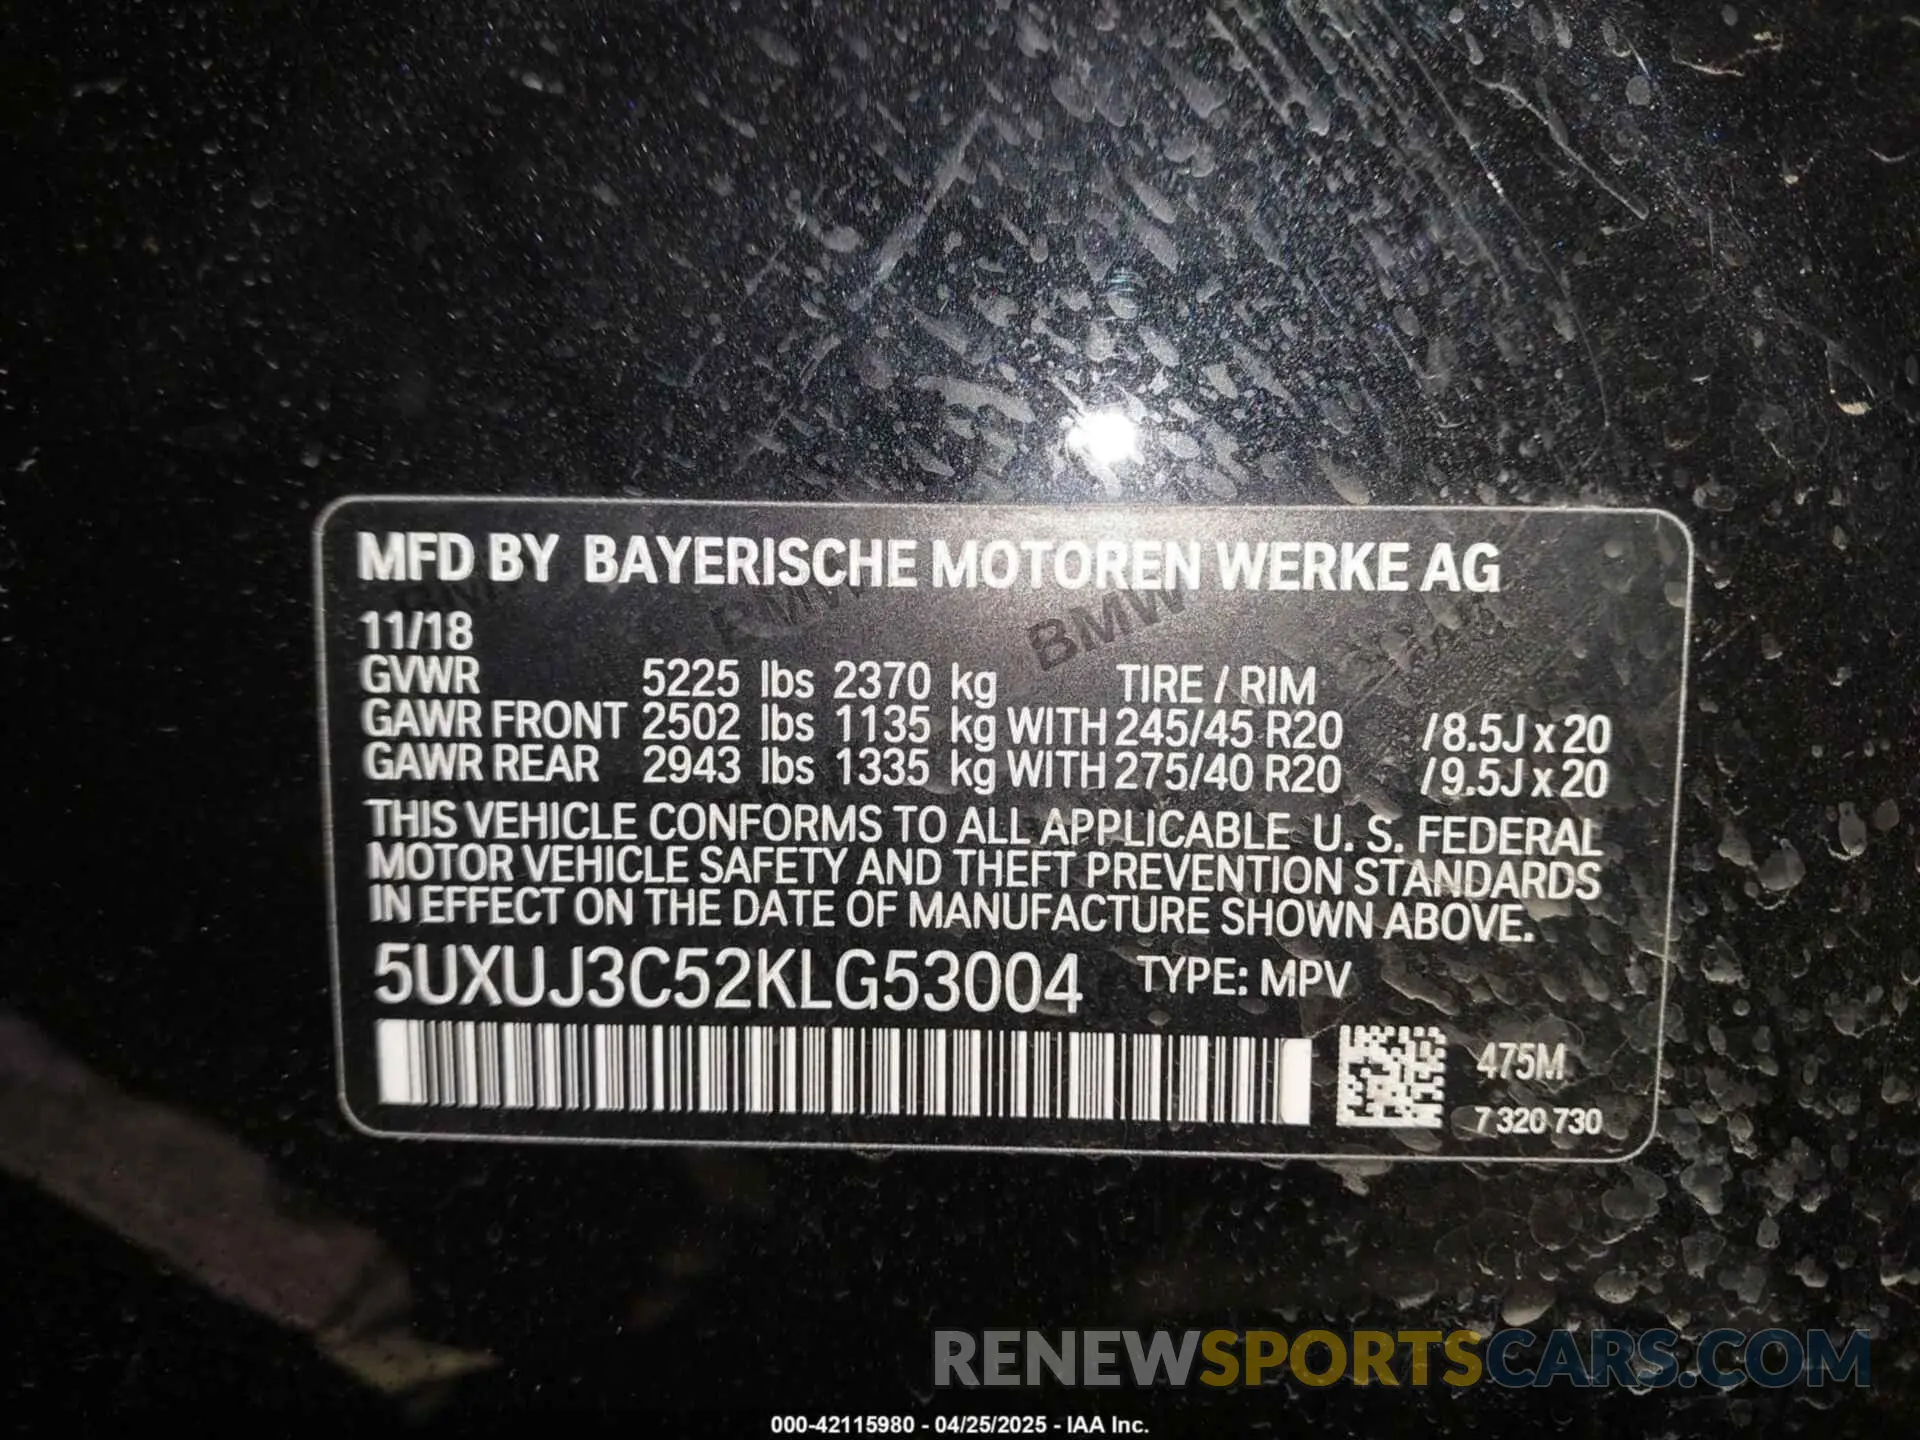 MFD BY BAYERISCHE MOTOREN WERKE AG
BMW BMW BMW BMW
11/18
GVWR 5225 lbs 2370 kg TIRE / RIM
GAWR FRONT 2502 lbs 1135 kg WITH 245/45 R20 /8.5J x 20
GAWR REAR 2943 lbs 1335 kg WITH 275/40 R20 /9.5J x 20
THIS VEHICLE CONFORMS TO ALL APPLICABLE U. S. FEDERAL
MOTOR VEHICLE SAFETY AND THEFT PREVENTION STANDARDS
IN EFFECT ON THE DATE OF MANUFACTURE SHOWN ABOVE.
5UXUJ3C52KLG53004 TYPE: MPV
475M
7 320 730
RENEWSPORTSCARS.COM
000-42115980 - 04/25/2025 - IAA Inc.